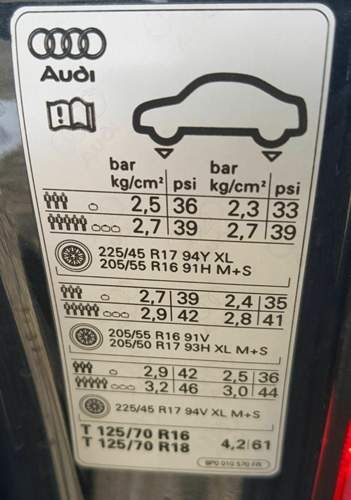 Audi
bar psi bar psi
kg/cm² kg/cm²
2,5 36 2,3 33
2,7 39 2,7 39
225/45 R17 94Y XL
205/55 R16 91H M+S
2,7 39 2,4 35
2,9 42 2,8 41
205/55 R16 91V
205/50 R17 93H XL M+S
2,9 42 2,5 36
3,2 46 3,0 44
225/45 R17 94V XL M+S
T 125/70 R16
T 125/70 R18 4,2 61
8P0 010 570 FR